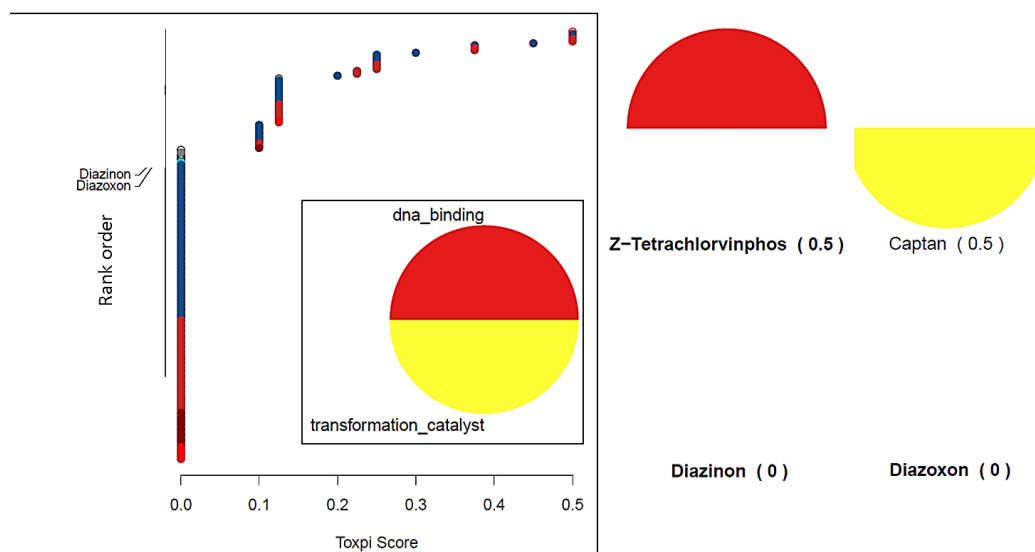 Diazinon
Diazoxon
Rank order
dna_binding
transformation_catalyst
0.0 0.1 0.2 0.3 0.4 0.5
Toxpi Score
Z−Tetrachlorvinphos ( 0.5 )
Captan ( 0.5 )
Diazinon ( 0 )
Diazoxon ( 0 )